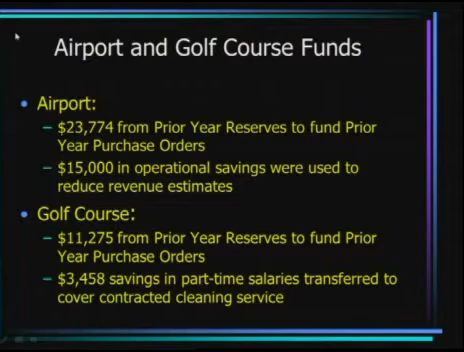 Airport and Golf Course Funds
• Airport:
– $23,774 from Prior Year Reserves to fund Prior
Year Purchase Orders
– $15,000 in operational savings were used to
reduce revenue estimates
• Golf Course:
– $11,275 from Prior Year Reserves to fund Prior
Year Purchase Orders
– $3,458 savings in part-time salaries transferred to
cover contracted cleaning service